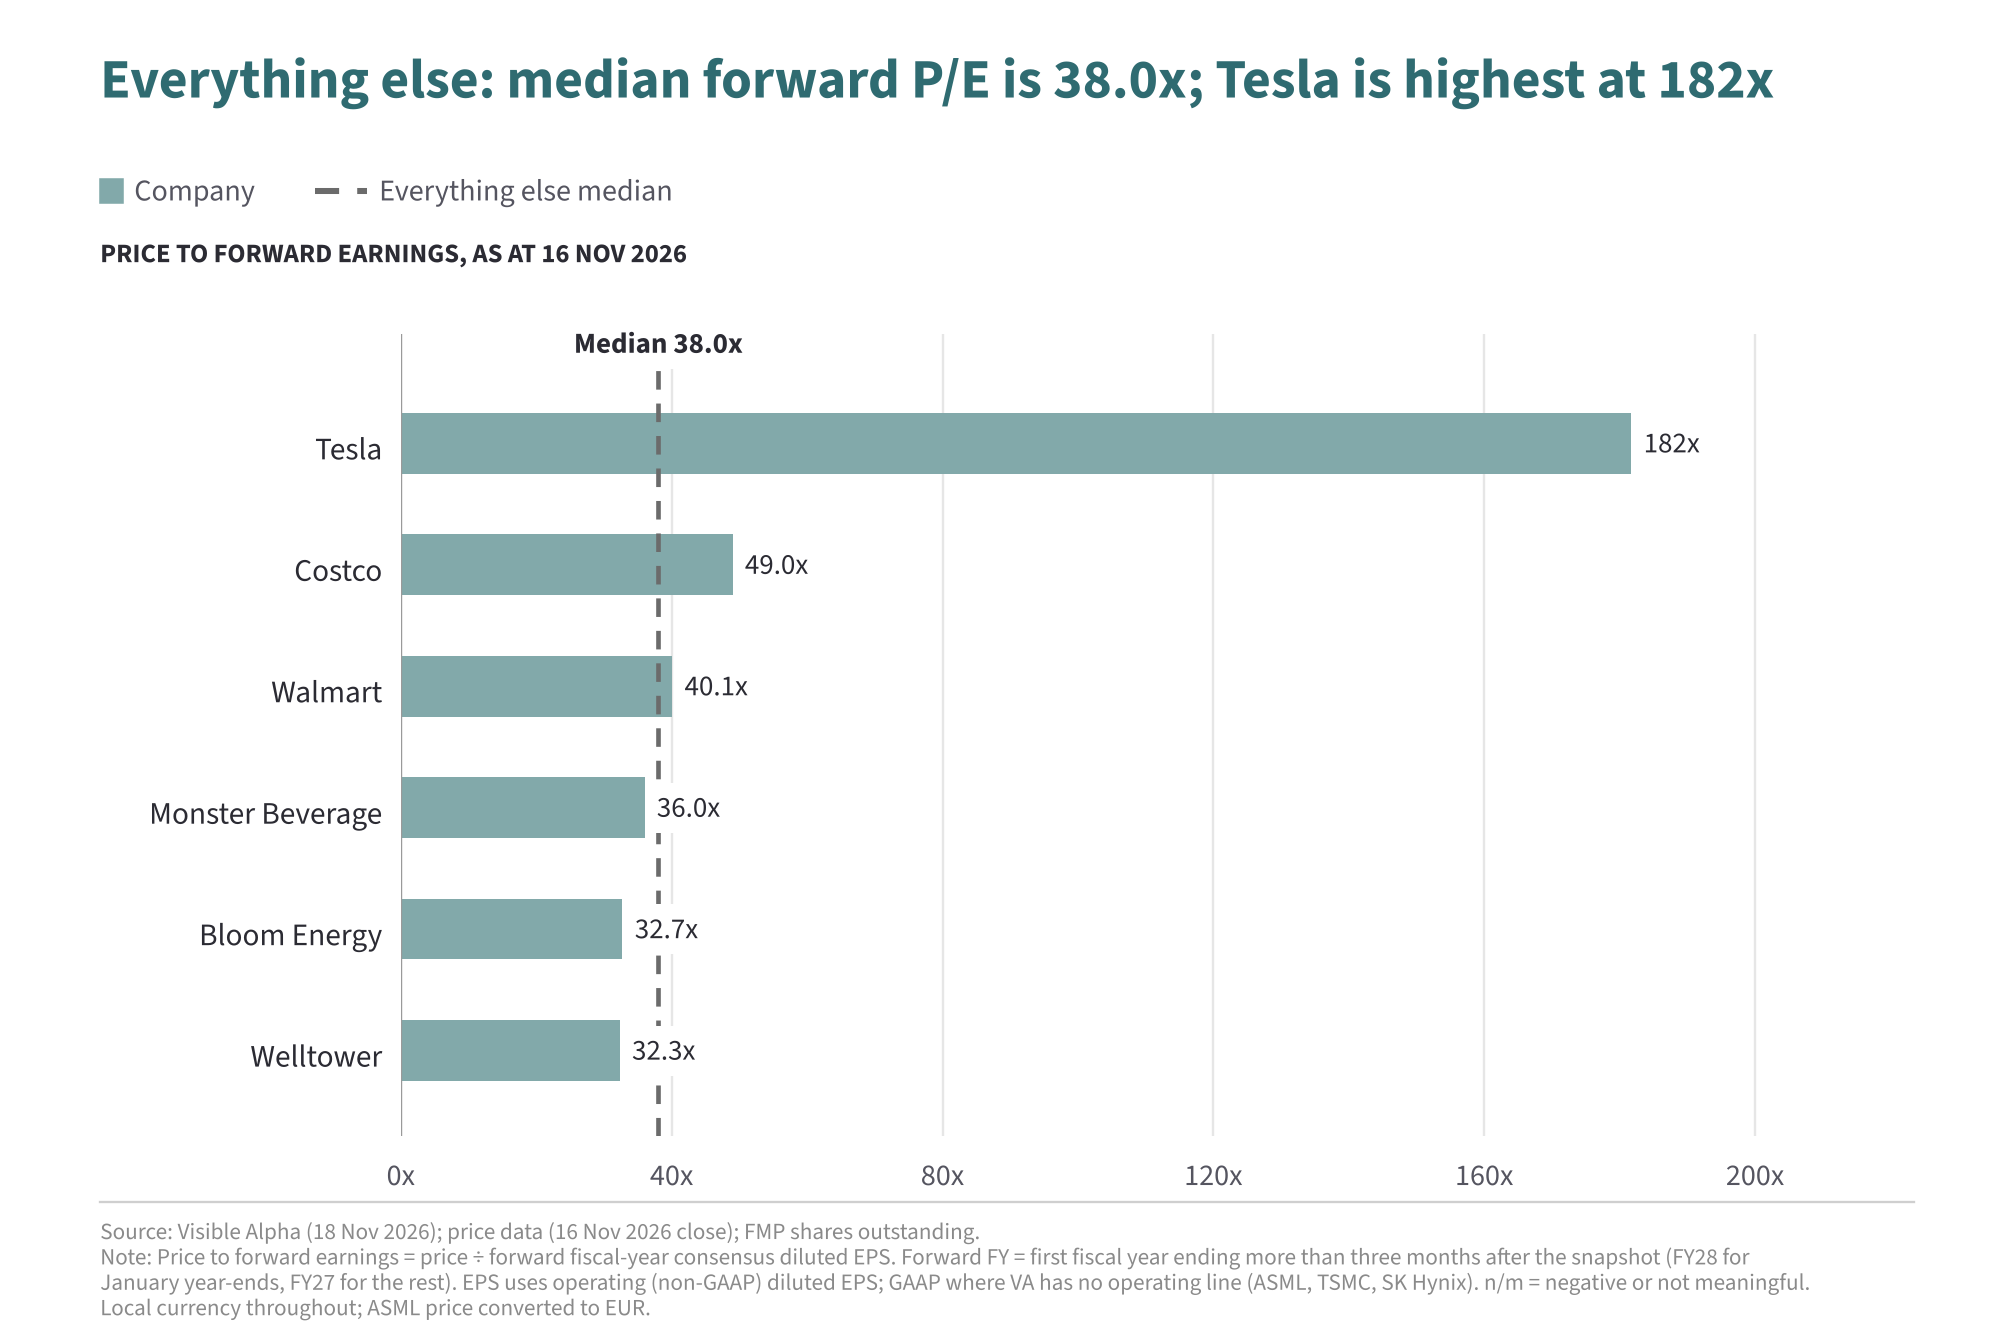 Everything else: median forward P/E is 38.0x; Tesla is highest at 182x
Company
Everything else median
PRICE TO FORWARD EARNINGS, AS AT 16 NOV 2026
Median 38.0x
Tesla
182x
Costco
49.0x
Walmart
40.1x
Monster Beverage
36.0x
Bloom Energy
32.7x
Welltower
32.3x
0x
40x
80x
120x
160x
200x
Source: Visible Alpha (18 Nov 2026); price data (16 Nov 2026 close); FMP shares outstanding.
Note: Price to forward earnings = price ÷ forward fiscal-year consensus diluted EPS. Forward FY = first fiscal year ending more than three months after the snapshot (FY28 for
January year-ends, FY27 for the rest). EPS uses operating (non-GAAP) diluted EPS; GAAP where VA has no operating line (ASML, TSMC, SK Hynix). n/m = negative or not meaningful.
Local currency throughout; ASML price converted to EUR.